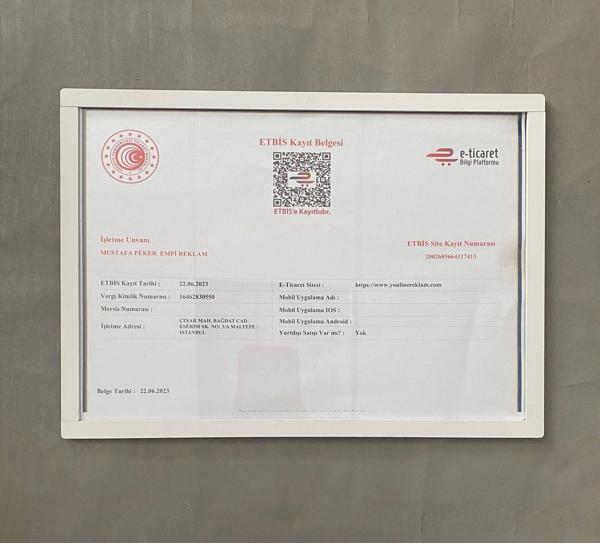 ETBİS Kayıt Belgesi
e-ticaret
Bilgi Platformu
ETBİS'e Kayıtlıdır.
İşletme Unvanı
MUSTAFA PEKER EMPİ REKLAM
ETBİS Site Kayıt Numarası
2002685664117413
ETBİS Kayıt Tarihi : 22.06.2023
Vergi Kimlik Numarası : 16462830550
Mersis Numarası :
İşletme Adresi : ÇINAR MAH. BAĞDAT CAD.
ESERİM SK. NO: 3/A MALTEPE /
ISTANBUL
E-Ticaret Sitesi : https://www.yonlinereklam.com
Mobil Uygulama Adı :
Mobil Uygulama IOS :
Mobil Uygulama Android :
Yurtdışı Satışı Var mı? : Yok
Belge Tarihi : 22.06.2023